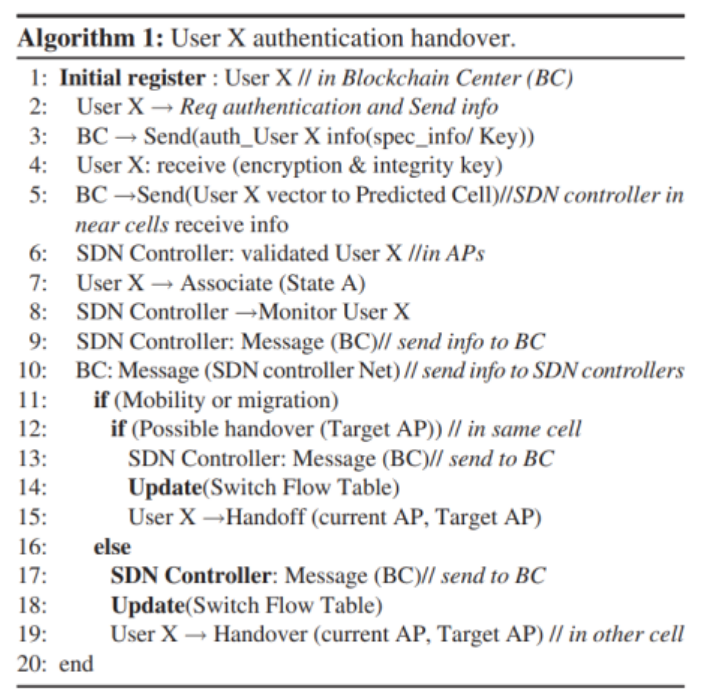 Algorithm 1: User X authentication handover.
1: Initial register : User X // in Blockchain Center (BC)
2: User X → Req authentication and Send info
3: BC → Send(auth_User X info(spec_info/ Key))
4: User X: receive (encryption & integrity key)
5: BC →Send(User X vector to Predicted Cell)//SDN controller in
near cells receive info
6: SDN Controller: validated User X //in APs
7: User X → Associate (State A)
8: SDN Controller →Monitor User X
9: SDN Controller: Message (BC)// send info to BC
10: BC: Message (SDN controller Net) // send info to SDN controllers
11: if (Mobility or migration)
12: if (Possible handover (Target AP)) // in same cell
13: SDN Controller: Message (BC)// send to BC
14: Update(Switch Flow Table)
15: User X →Handoff (current AP, Target AP)
16: else
17: SDN Controller: Message (BC)// send to BC
18: Update(Switch Flow Table)
19: User X → Handover (current AP, Target AP) // in other cell
20: end